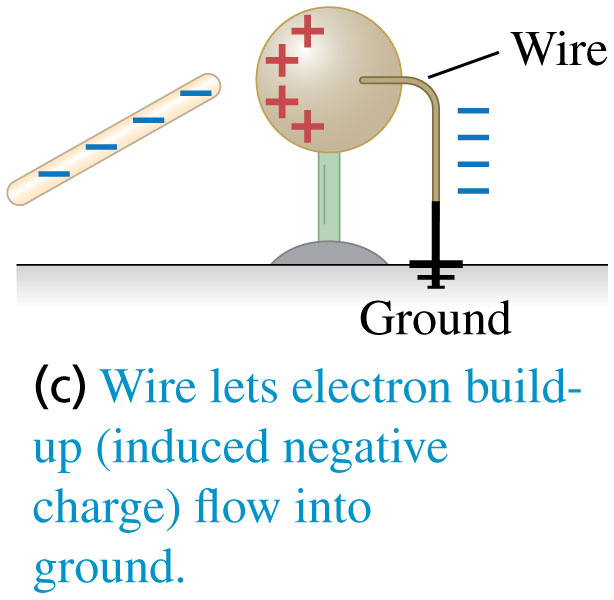 Wire
Ground
(c) Wire lets electron build-
up (induced negative
charge) flow into
ground.